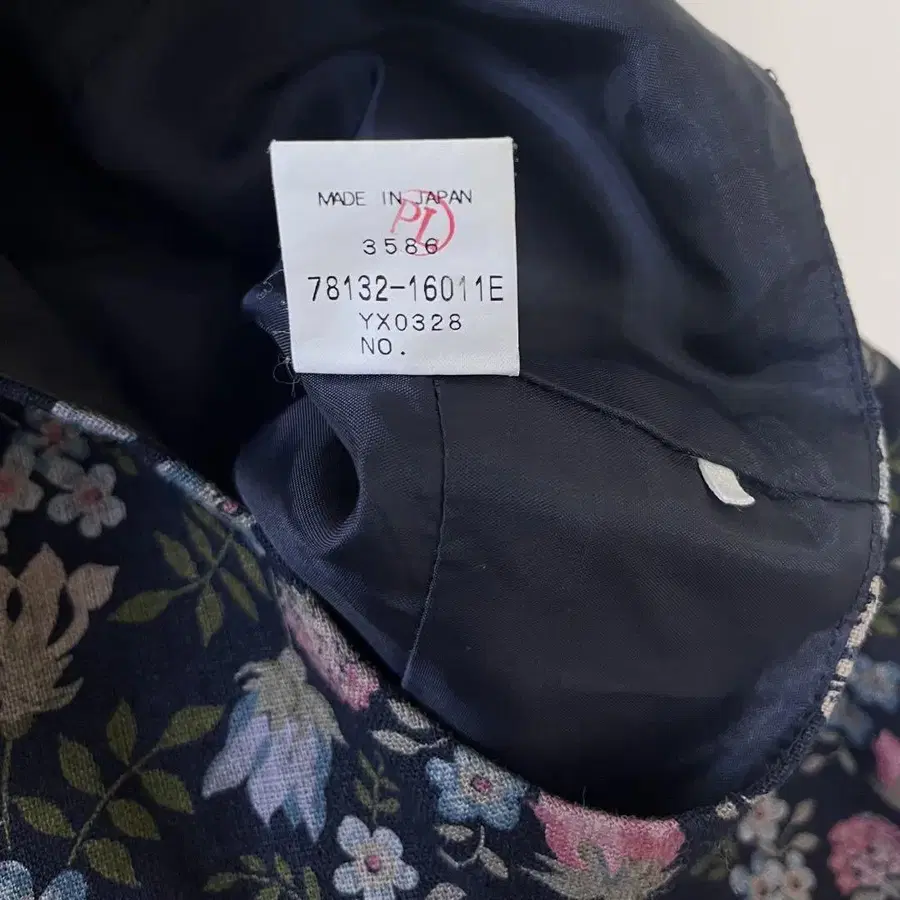 MADE IN JAPAN
PL
3586
78132-16011E
YX0328
NO.